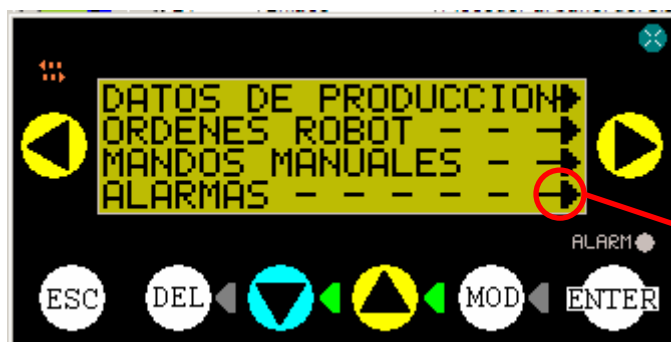 DATOS DE PRODUCCION
ORDENES ROBOT - - →
MANDOS MANUALES - →
ALARMAS - - - - - →
ALARM
ESC DEL MOD ENTER